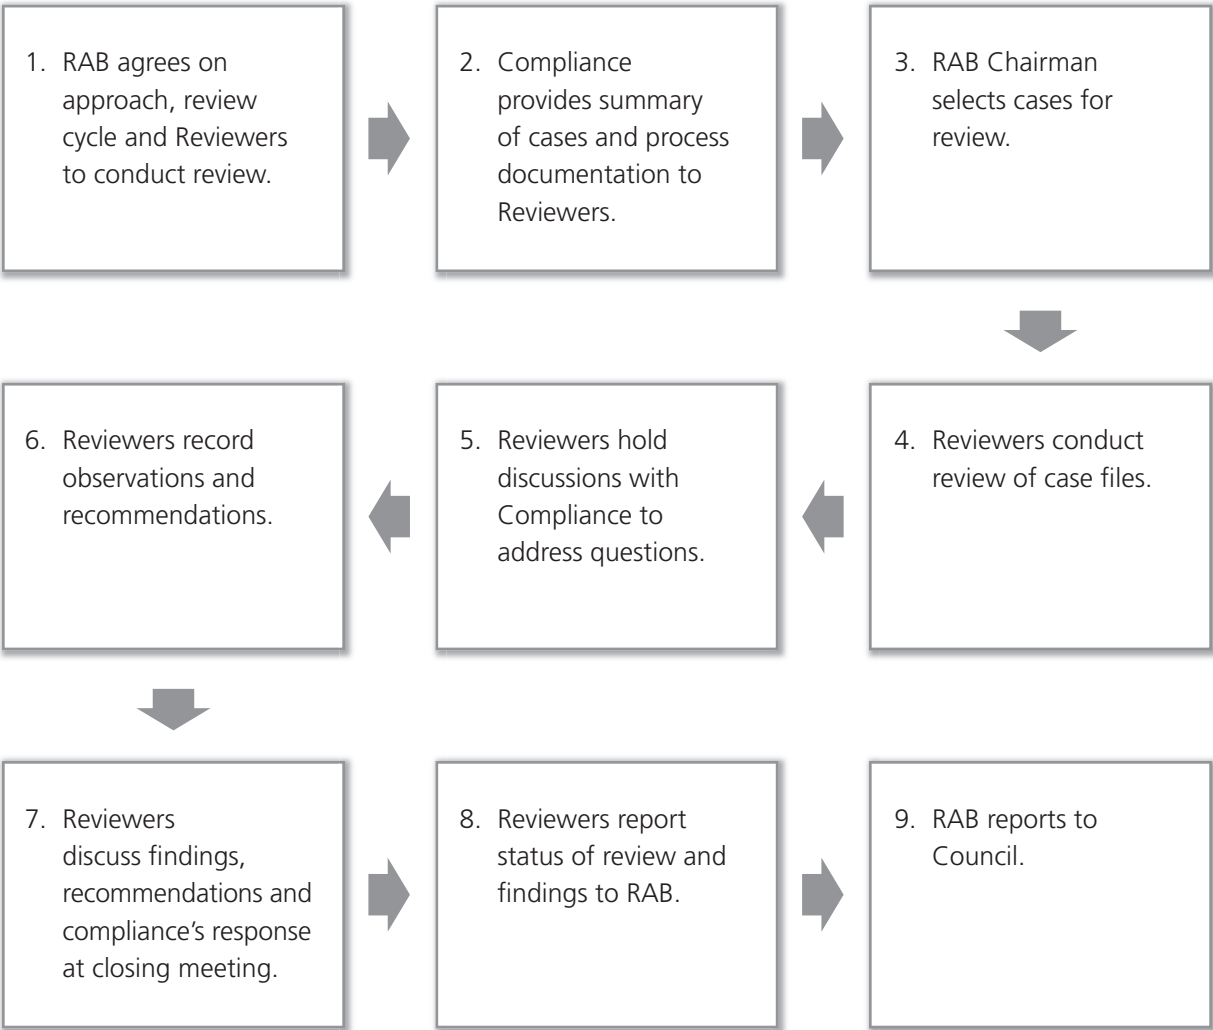 1. RAB agrees on
approach, review
cycle and Reviewers
to conduct review.
2. Compliance
provides summary
of cases and process
documentation to
Reviewers.
3. RAB Chairman
selects cases for
review.
4. Reviewers conduct
review of case files.
5. Reviewers hold
discussions with
Compliance to
address questions.
6. Reviewers record
observations and
recommendations.
7. Reviewers
discuss findings,
recommendations and
compliance’s response
at closing meeting.
8. Reviewers report
status of review and
findings to RAB.
9. RAB reports to
Council.